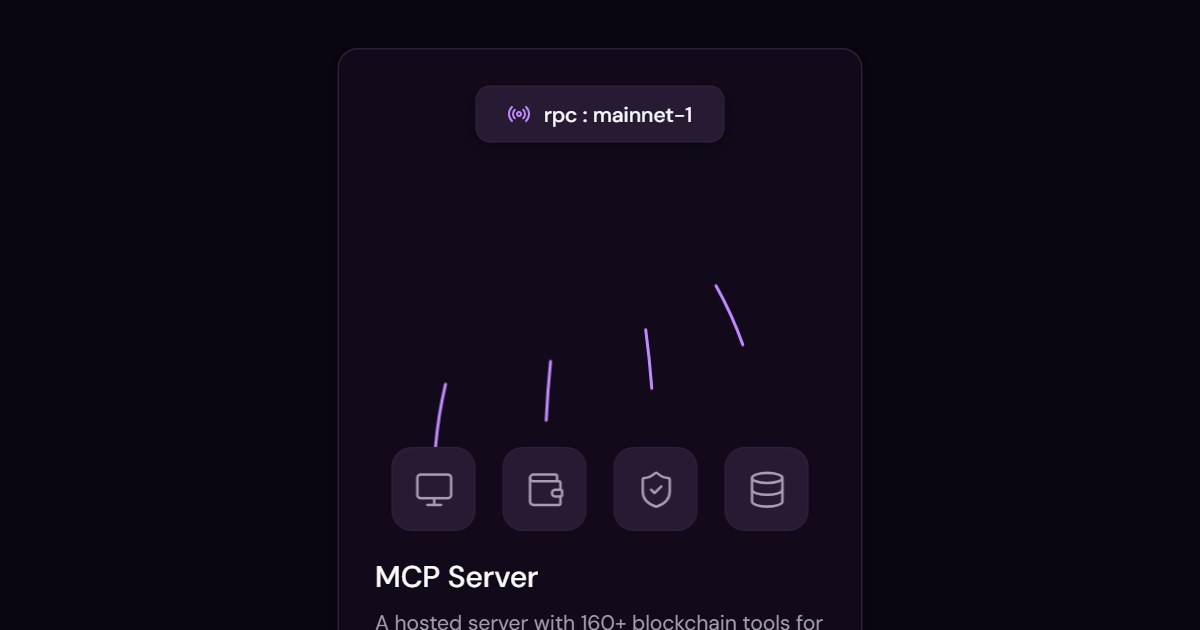 rpc : mainnet-1
MCP Server
A hosted server with 160+ blockchain tools for